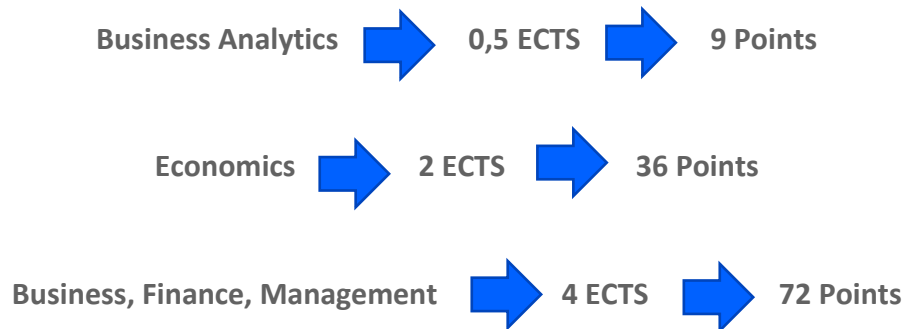 Business Analytics 0,5 ECTS 9 Points
Economics 2 ECTS 36 Points
Business, Finance, Management 4 ECTS 72 Points